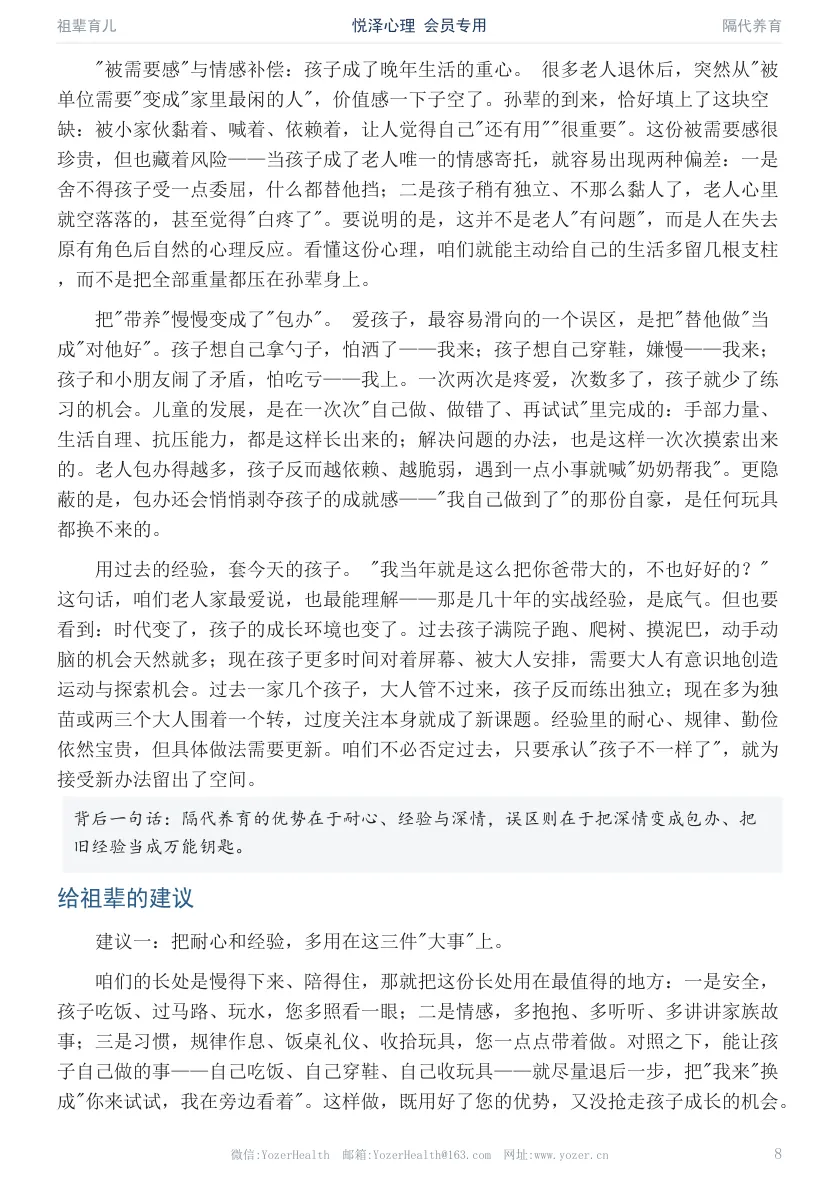 祖辈育儿
悦泽心理 会员专用
隔代养育
"被需要感"与情感补偿：孩子成了晚年生活的重心。 很多老人退休后，突然从"被
单位需要"变成"家里最闲的人"，价值感一下子空了。孙辈的到来，恰好填上了这块空
缺：被小家伙黏着、喊着、依赖着，让人觉得自己"还有用""很重要"。这份被需要感很
珍贵，但也藏着风险——当孩子成了老人唯一的情感寄托，就容易出现两种偏差：一是
舍不得孩子受一点委屈，什么都替他挡；二是孩子稍有独立、不那么黏人了，老人心里
就空落落的，甚至觉得"白疼了"。要说明的是，这并不是老人"有问题"，而是人在失去
原有角色后自然的心理反应。看懂这份心理，咱们就能主动给自己的生活多留几根支柱
，而不是把全部重量都压在孙辈身上。
把"带养"慢慢变成了"包办"。 爱孩子，最容易滑向的一个误区，是把"替他做"当
成"对他好"。孩子想自己拿勺子，怕洒了——我来；孩子想自己穿鞋，嫌慢——我来；
孩子和小朋友闹了矛盾，怕吃亏——我上。一次两次是疼爱，次数多了，孩子就少了练
习的机会。儿童的发展，是在一次次"自己做、做错了、再试试"里完成的：手部力量、
生活自理、抗压能力，都是这样长出来的；解决问题的办法，也是这样一次次摸索出来
的。老人包办得越多，孩子反而越依赖、越脆弱，遇到一点小事就喊"奶奶帮我"。更隐
蔽的是，包办还会悄悄剥夺孩子的成就感——"我自己做到了"的那份自豪，是任何玩具
都换不来的。
用过去的经验，套今天的孩子。 "我当年就是这么把你爸带大的，不也好好的？"
这句话，咱们老人家最爱说，也最能理解——那是几十年的实战经验，是底气。但也要
看到：时代变了，孩子的成长环境也变了。过去孩子满院子跑、爬树、摸泥巴，动手动
脑的机会天然就多；现在孩子更多时间对着屏幕、被大人安排，需要大人有意识地创造
运动与探索机会。过去一家几个孩子，大人管不过来，孩子反而练出独立；现在多为独
苗或两三个大人围着一个转，过度关注本身就成了新课题。经验里的耐心、规律、勤俭
依然宝贵，但具体做法需要更新。咱们不必否定过去，只要承认"孩子不一样了"，就为
接受新办法留出了空间。
背后一句话：隔代养育的优势在于耐心、经验与深情，误区则在于把深情变成包办、把
旧经验当成万能钥匙。
给祖辈的建议
建议一：把耐心和经验，多用在这三件"大事"上。
咱们的长处是慢得下来、陪得住，那就把这份长处用在最值得的地方：一是安全，
孩子吃饭、过马路、玩水，您多照看一眼；二是情感，多抱抱、多听听、多讲讲家族故
事；三是习惯，规律作息、饭桌礼仪、收拾玩具，您一点点带着做。对照之下，能让孩
子自己做的事——自己吃饭、自己穿鞋、自己收玩具——就尽量退后一步，把"我来"换
成"你来试试，我在旁边看着"。这样做，既用好了您的优势，又没抢走孩子成长的机会。
微信:YozerHealth 邮箱:YozerHealth@163.com 网址:www.yozer.cn
8